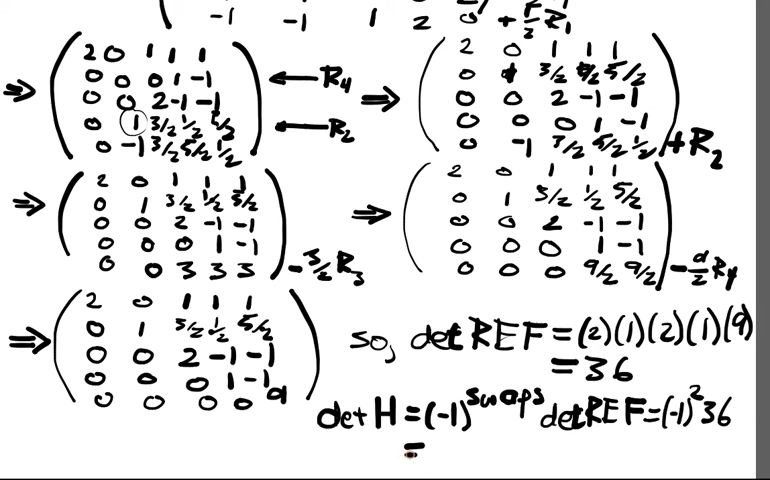 -1 -1 1 2 0 + r/2 R1
⇒ ( 2 0 1 1 1
0 0 0 1 -1 ← R4
0 0 2 -1 -1
0 1 3/2 1/2 5/2 ← R2
0 -1 3/2 5/2 1/2 )
⇒ ( 2 0 1 1 1
0 1 3/2 1/2 5/2
0 0 2 -1 -1
0 0 0 1 -1
0 -1 3/2 5/2 1/2 ) + R2
⇒ ( 2 0 1 1 1
0 1 3/2 1/2 5/2
0 0 2 -1 -1
0 0 0 1 -1
0 0 3 3 3 ) - 3/2 R3
⇒ ( 2 0 1 1 1
0 1 3/2 1/2 5/2
0 0 2 -1 -1
0 0 0 1 -1
0 0 0 9/2 9/2 ) - 9/2 R4
⇒ ( 2 0 1 1 1
0 1 3/2 1/2 5/2
0 0 2 -1 -1
0 0 0 1 -1
0 0 0 0 9 )
so, det REF = (2)(1)(2)(1)(9)
= 36
det H = (-1)^swaps det REF = (-1)^2 36
=